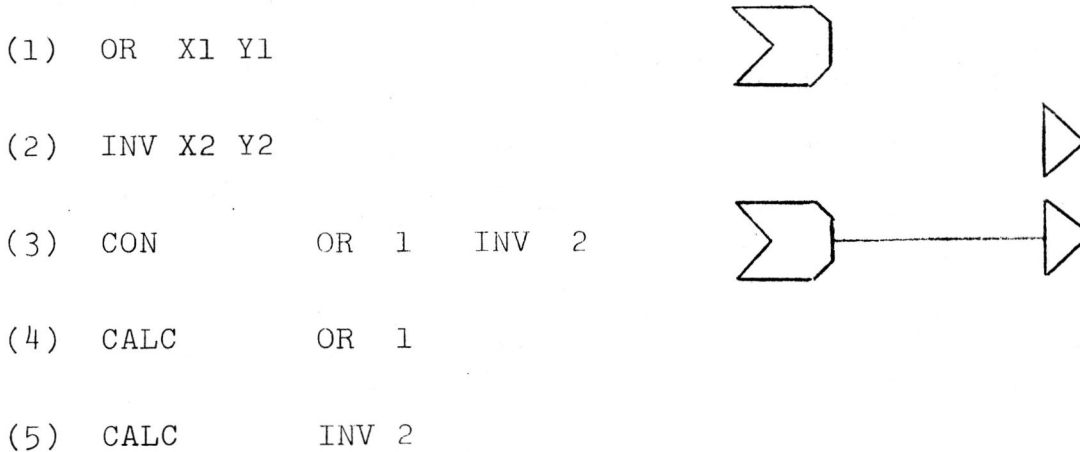 (1) OR X1 Y1
(2) INV X2 Y2
(3) CON OR 1 INV 2
(4) CALC OR 1
(5) CALC INV 2